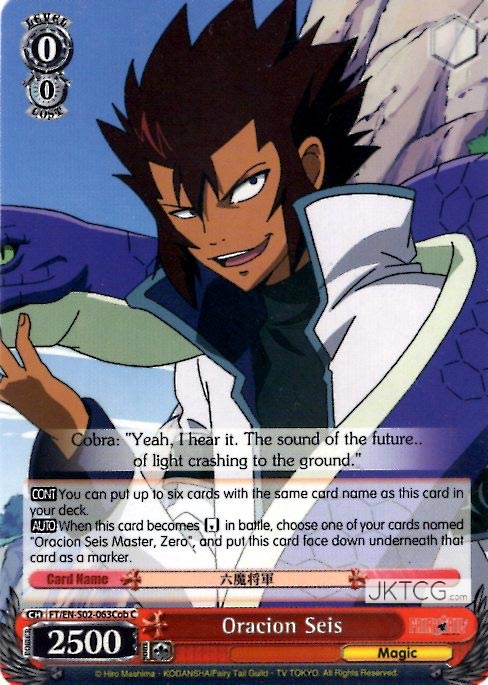 LEVEL
0
0
COST
Cobra: "Yeah, I hear it. The sound of the future..
of light crashing to the ground."
CONT You can put up to six cards with the same card name as this card in
your deck.
AUTO When this card becomes in battle, choose one of your cards named
"Oracion Seis Master, Zero", and put this card face down underneath that
card as a marker.
Card Name
六魔将軍
JKTCG.com
CH FT/EN-S02-063Cob C
POWER
2500
Oracion Seis
FAIRY TAIL
Magic
© Hiro Mashima・KODANSHA/Fairy Tail Guild・TV TOKYO. All Rights Reserved.